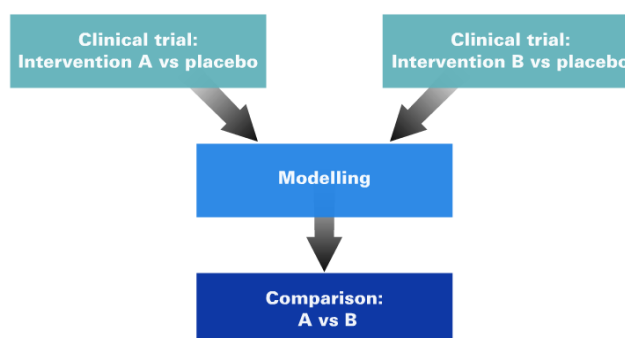 Clinical trial:
Intervention A vs placebo
Clinical trial:
Intervention B vs placebo
Modelling
Comparison:
A vs B